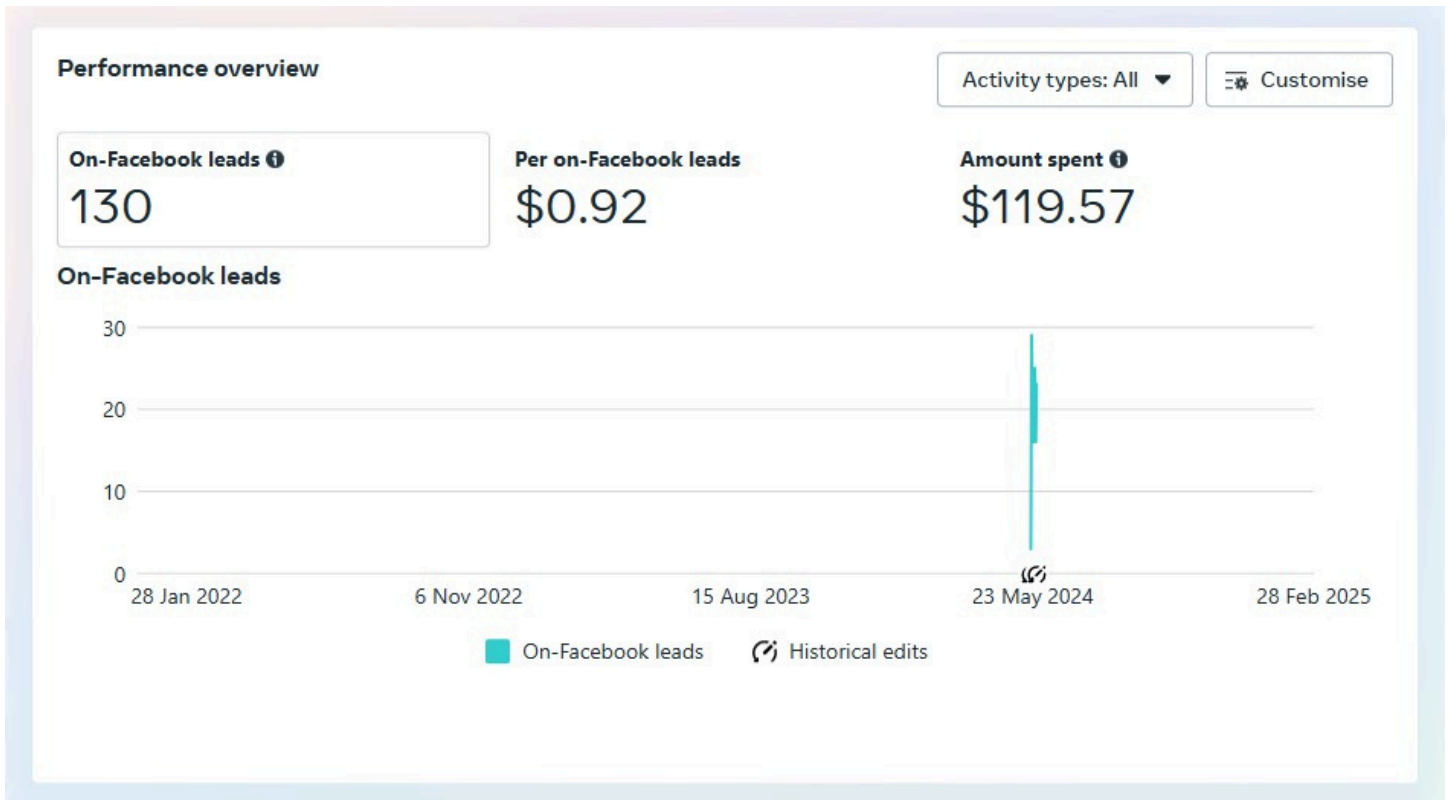 Performance overview
Activity types: All
Customise
On-Facebook leads
130
Per on-Facebook leads
$0.92
Amount spent
$119.57
On-Facebook leads
30
20
10
0
28 Jan 2022
6 Nov 2022
15 Aug 2023
23 May 2024
28 Feb 2025
On-Facebook leads
Historical edits